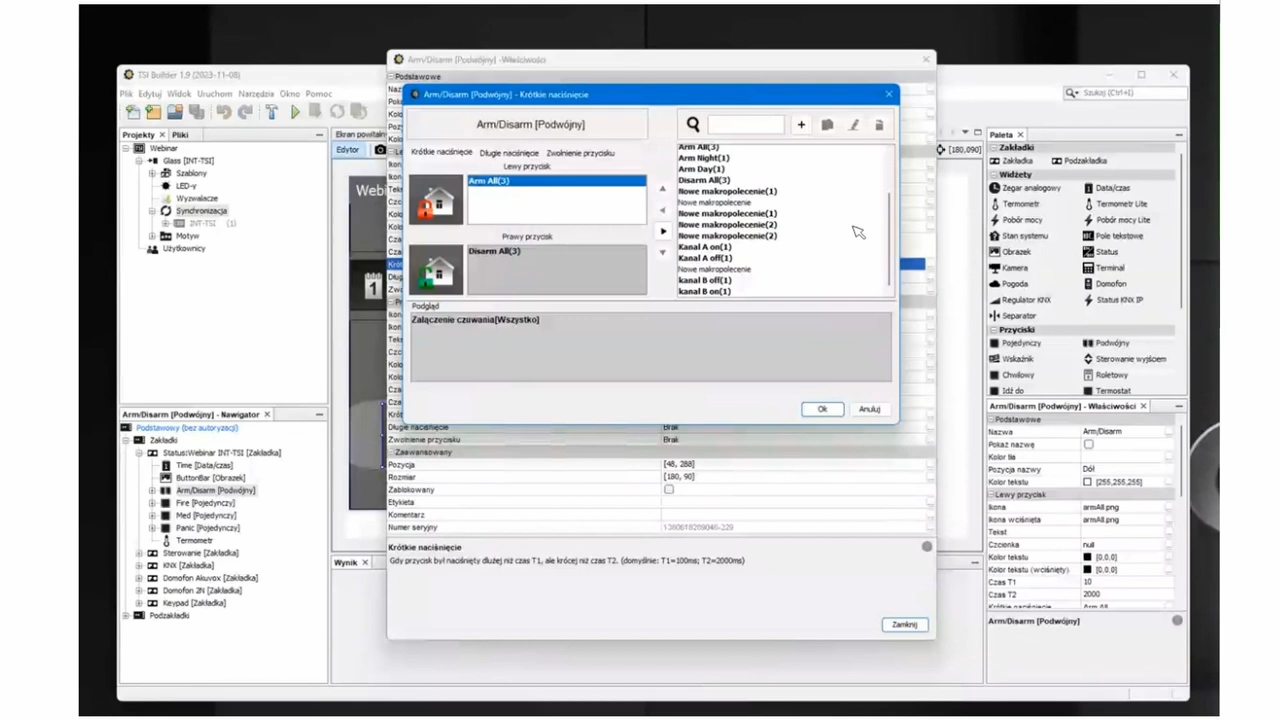 TSI Builder 1.9 (2023-11-08)
Plik Edytuj Widok Uruchom Narzędzia Okno Pomoc
Szukaj (Ctrl+I)
Projekty Pliki
Webinar
Glass [INT-TSI]
Szablony
LED-y
Wyzwalacze
Synchronizacja
INT-TSI (1)
Motyw
Użytkownicy
Arm/Disarm [Podwójny] - Nawigator
Podstawowy (bez autoryzacji)
Zakładki
Status:Webinar INT-TSI [Zakładka]
Time [Data/czas]
ButtonBar [Obrazek]
Arm/Disarm [Podwójny]
Fire [Pojedyczy]
Med [Pojedyczy]
Panic [Pojedyczy]
Termometr
Sterowanie [Zakładka]
KNX [Zakładka]
Domofon Akuvox [Zakładka]
Domofon 2N [Zakładka]
Keypad [Zakładka]
Podzakładki
Ekran powitalny
Edytor
Webi
1
[180,090]
Wynik
Arm/Disarm [Podwójny] -Właściwości
Podstawowe
Arm/Disarm [Podwójny] - Krótkie naciśnięcie
Arm/Disarm [Podwójny]
Krótkie naciśnięcie Długie naciśnięcie Zwolnienie przycisku
Lewy przycisk
Arm All(3)
Prawy przycisk
Disarm All(3)
Arm All(3)
Arm Night(1)
Arm Day(1)
Disarm All(3)
Nowe makropolecenie(1)
Nowe makropolecenie
Nowe makropolecenie(1)
Nowe makropolecenie(2)
Nowe makropolecenie(2)
Kanal A on(1)
Kanal A off(1)
Nowe makropolecenie
kanal B off(1)
kanal B on(1)
Podgląd
Załączenie czuwania[Wszystko]
Ok Anuluj
Długie naciśnięcie Brak
Zwolnienie przycisku Brak
Zaawansowany
Pozycja [48, 288]
Rozmiar [180, 90]
Zablokowany
Etykieta
Komentarz
Numer seryjny
Krótkie naciśnięcie
Gdy przycisk był naciśnięty dłużej niż czas T1, ale krócej niż czas T2. (domyślnie: T1=100ms; T2=2000ms)
Zamknij
Paleta
Zakładki
Zakładka Podzakładka
Widżety
Zegar analogowy Data/czas
Termometr Termometr Lite
Pobór mocy Pobór mocy Lite
Stan systemu Pole tekstowe
Obrazek Status
Kamera Terminal
Pogoda Domofon
Regulator KNX Status KNX IP
Separator
Przyciski
Pojedynczy Podwójny
Wskaźnik Sterowanie wyjściem
Chwilowy Roletowy
Idź do Termostat
Arm/Disarm [Podwójny] - Właściwości
Podstawowe
Nazwa Arm/Disarm
Pokaż nazwę
Kolor tła
Pozycja nazwy Dół
Kolor tekstu [255,255,255]
Lewy przycisk
Ikona armAll.png
Ikona wciśnięta armAll.png
Tekst
Czcionka null
Kolor tekstu [0,0,0]
Kolor tekstu (wciśnięty) [0,0,0]
Czas T1 10
Czas T2 2000
Krótkie naciśnięcie Arm All
Arm/Disarm [Podwójny]